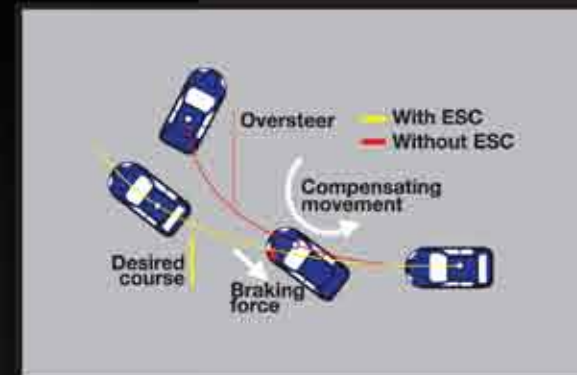 Oversteer
With ESC
Without ESC
Compensating
movement
Desired
course
Braking
force